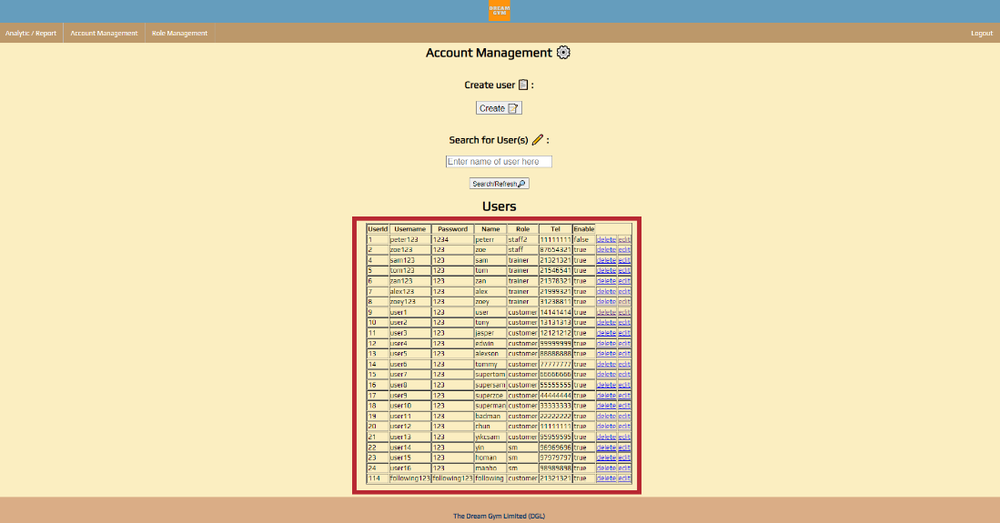 DREAM
GYM
Analytic / Report Account Management Role Management Logout
Account Management
Create user :
Create
Search for User(s) :
Enter name of user here
Search/Refresh
Users
UserId Username Password Name Role Tel Enable
1 peter123 1234 peterr staff2 11111111 false delete edit
2 zoe123 123 zoe staff 87654321 true delete edit
4 sam123 123 sam trainer 21321321 true delete edit
5 tom123 123 tom trainer 21546541 true delete edit
6 zan123 123 zan trainer 21378321 true delete edit
7 alex123 123 alex trainer 21999321 true delete edit
8 zoey123 123 zoey trainer 31238811 true delete edit
9 user1 123 user customer 14141414 true delete edit
10 user2 123 tony customer 13131313 true delete edit
11 user3 123 jasper customer 12121212 true delete edit
12 user4 123 edwin customer 99999999 true delete edit
13 user5 123 alexson customer 88888888 true delete edit
14 user6 123 tommy customer 77777777 true delete edit
15 user7 123 supertom customer 66666666 true delete edit
16 user8 123 supersam customer 55555555 true delete edit
17 user9 123 superzoe customer 44444444 true delete edit
18 user10 123 superman customer 33333333 true delete edit
19 user11 123 badman customer 22222222 true delete edit
20 user12 123 chun customer 11111111 true delete edit
21 user13 123 yikcsam customer 95959595 true delete edit
22 user14 123 yin sm 96969696 true delete edit
23 user15 123 homan sm 97979797 true delete edit
24 user16 123 manho sm 98989898 true delete edit
114 following123 following123 following customer 21321321 true delete edit
The Dream Gym Limited (DGL)